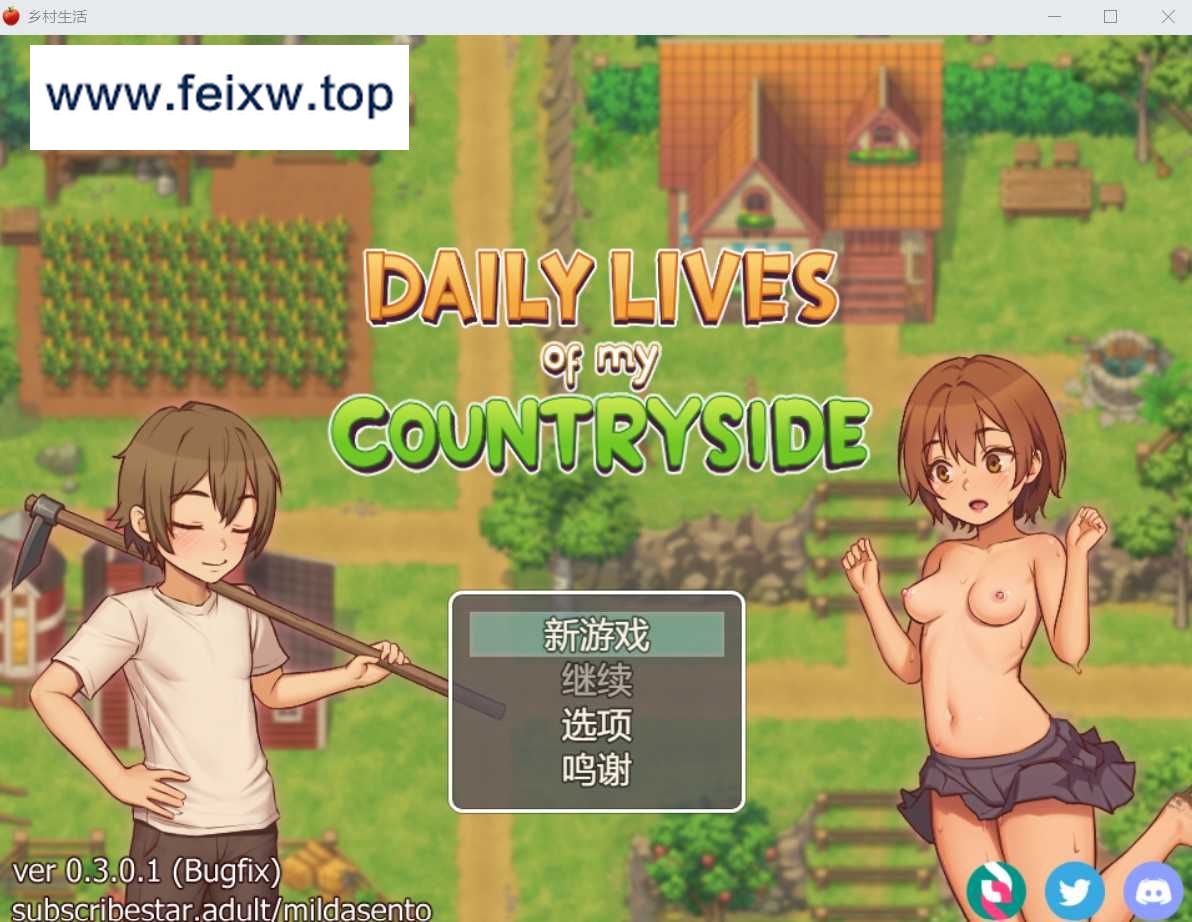 乡村生活
www.feixw.top
DAILY LIVES
of my
COUNTRYSIDE
新游戏
继续
选项
鸣谢
ver 0.3.0.1 (Bugfix)
subscribestar.adult/mildasento